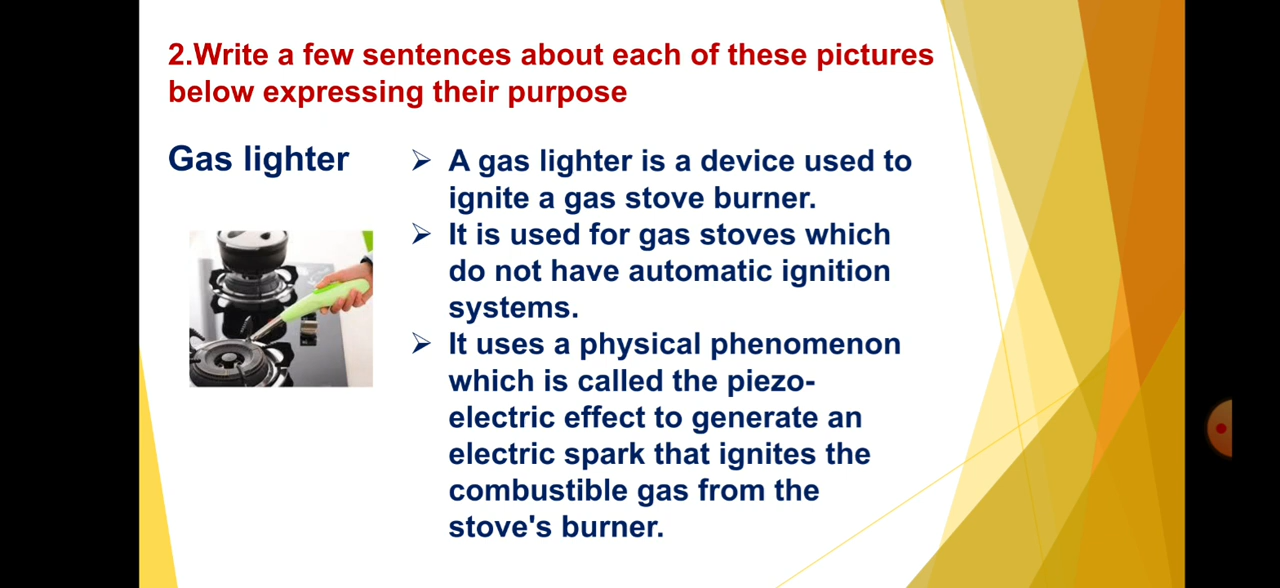 2.Write a few sentences about each of these pictures
below expressing their purpose
Gas lighter
➢ A gas lighter is a device used to
ignite a gas stove burner.
➢ It is used for gas stoves which
do not have automatic ignition
systems.
➢ It uses a physical phenomenon
which is called the piezo-
electric effect to generate an
electric spark that ignites the
combustible gas from the
stove's burner.